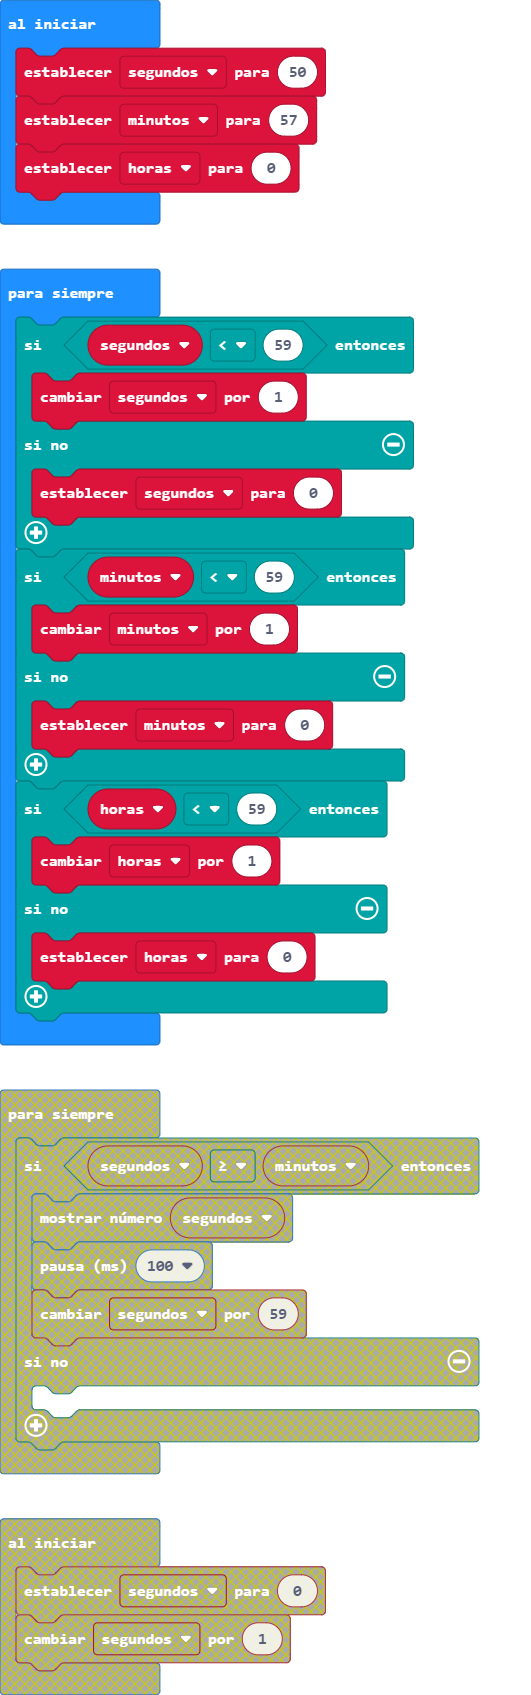 al iniciar
establecer segundos para 50
establecer minutos para 57
establecer horas para 0
para siempre
si segundos < 59 entonces
cambiar segundos por 1
si no
establecer segundos para 0
si minutos < 59 entonces
cambiar minutos por 1
si no
establecer minutos para 0
si horas < 59 entonces
cambiar horas por 1
si no
establecer horas para 0
para siempre
si segundos ≥ minutos entonces
mostrar número segundos
pausa (ms) 100
cambiar segundos por 59
si no
al iniciar
establecer segundos para 0
cambiar segundos por 1